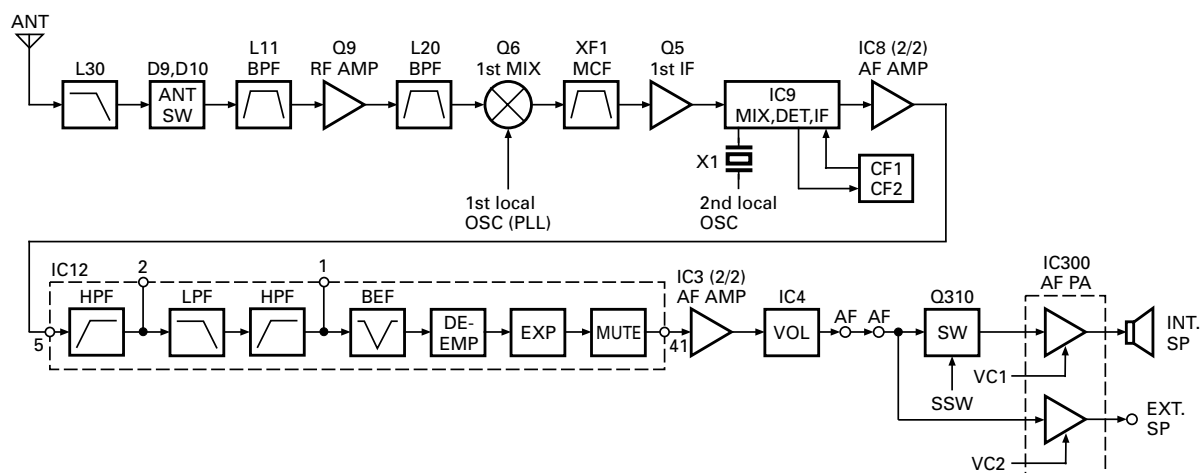 ANT
L30
D9,D10
ANT
SW
L11
BPF
Q9
RF AMP
L20
BPF
Q6
1st MIX
XF1
MCF
Q5
1st IF
IC9
MIX,DET,IF
IC8 (2/2)
AF AMP
X1
CF1
CF2
1st local
OSC (PLL)
2nd local
OSC
IC12
2
1
HPF
LPF
HPF
BEF
DE-
EMP
EXP
MUTE
5
41
IC3 (2/2)
AF AMP
IC4
VOL
AF
AF
Q310
SW
SSW
IC300
AF PA
VC1
INT.
SP
EXT.
SP
VC2